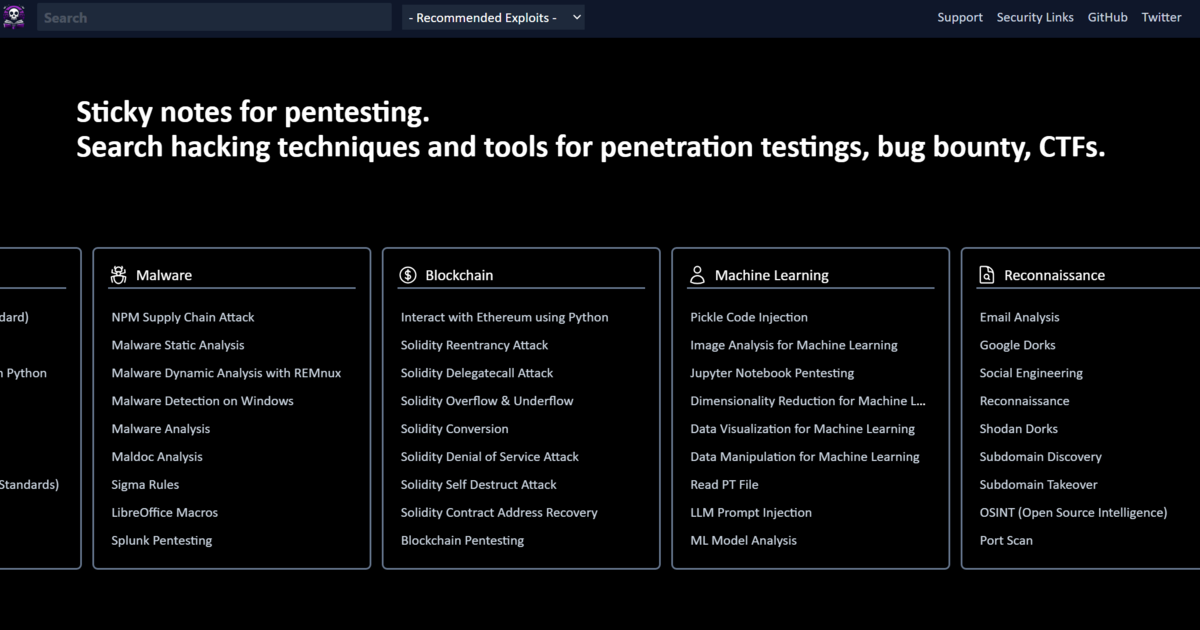 Search
- Recommended Exploits -
Support
Security Links
GitHub
Twitter
Sticky notes for pentesting.
Search hacking techniques and tools for penetration testings, bug bounty, CTFs.
dard)
Python
Standards)
Malware
NPM Supply Chain Attack
Malware Static Analysis
Malware Dynamic Analysis with REMnux
Malware Detection on Windows
Malware Analysis
Maldoc Analysis
Sigma Rules
LibreOffice Macros
Splunk Pentesting
Blockchain
Interact with Ethereum using Python
Solidity Reentrancy Attack
Solidity Delegatecall Attack
Solidity Overflow & Underflow
Solidity Conversion
Solidity Denial of Service Attack
Solidity Self Destruct Attack
Solidity Contract Address Recovery
Blockchain Pentesting
Machine Learning
Pickle Code Injection
Image Analysis for Machine Learning
Jupyter Notebook Pentesting
Dimensionality Reduction for Machine L...
Data Visualization for Machine Learning
Data Manipulation for Machine Learning
Read PT File
LLM Prompt Injection
ML Model Analysis
Reconnaissance
Email Analysis
Google Dorks
Social Engineering
Reconnaissance
Shodan Dorks
Subdomain Discovery
Subdomain Takeover
OSINT (Open Source Intelligence)
Port Scan